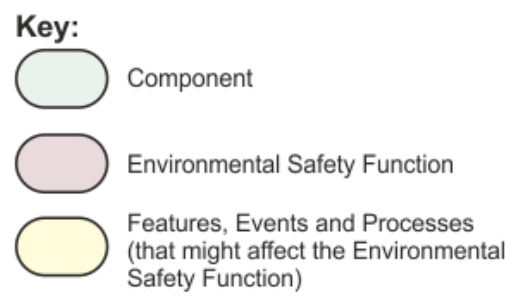 Key:
Component
Environmental Safety Function
Features, Events and Processes
(that might affect the Environmental
Safety Function)